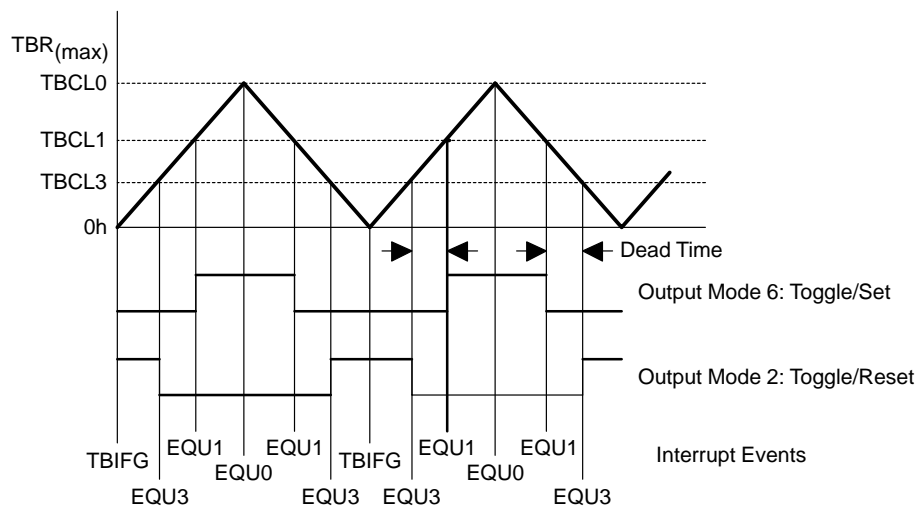 TBR(max)
TBCL0
TBCL1
TBCL3
0h
Dead Time
Output Mode 6: Toggle/Set
Output Mode 2: Toggle/Reset
EQU1 EQU1 EQU1 EQU1 Interrupt Events
TBIFG EQU0 TBIFG EQU0
EQU3 EQU3 EQU3 EQU3